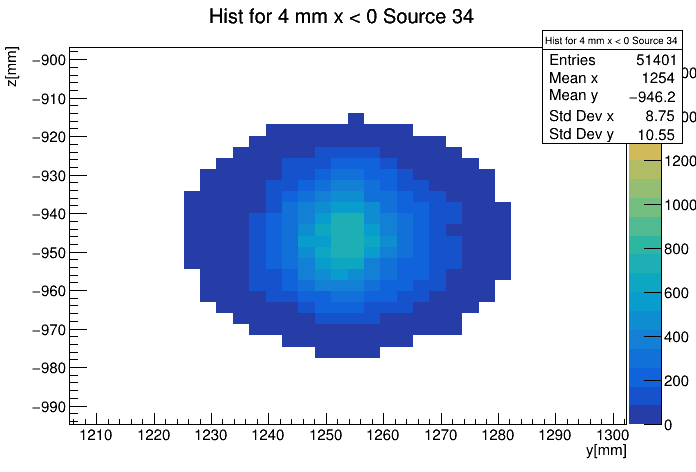 Hist for 4 mm x < 0 Source 34
z[mm]
Hist for 4 mm x < 0 Source 34
Entries 51401
Mean x 1254
Mean y −946.2
Std Dev x 8.75
Std Dev y 10.55
−900
−910
−920
−930
−940
−950
−960
−970
−980
−990
1200
1000
800
600
400
200
0
1210 1220 1230 1240 1250 1260 1270 1280 1290 1300
y[mm]